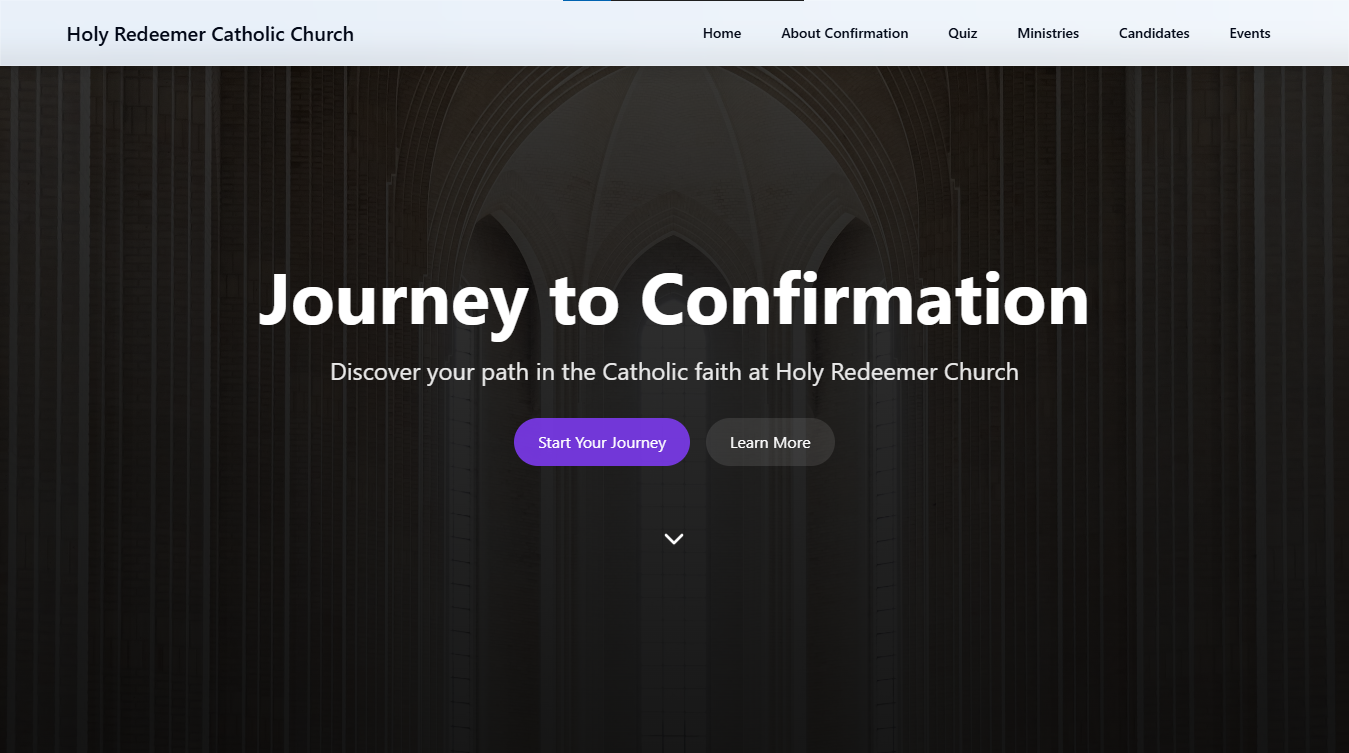 Holy Redeemer Catholic Church
Home
About Confirmation
Quiz
Ministries
Candidates
Events
Journey to Confirmation
Discover your path in the Catholic faith at Holy Redeemer Church
Start Your Journey
Learn More